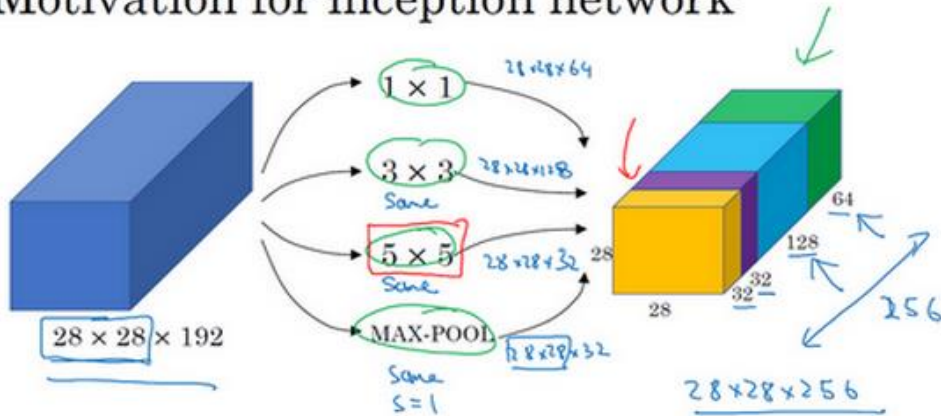 Motivation for inception network
1 × 1
28×28×64
3 × 3
Same
28×28×128
5 × 5
Same
28×28×32
MAX-POOL
Same
s=1
28×28×32
28 × 28 × 192
28
28
32
32
128
64
256
28×28×256